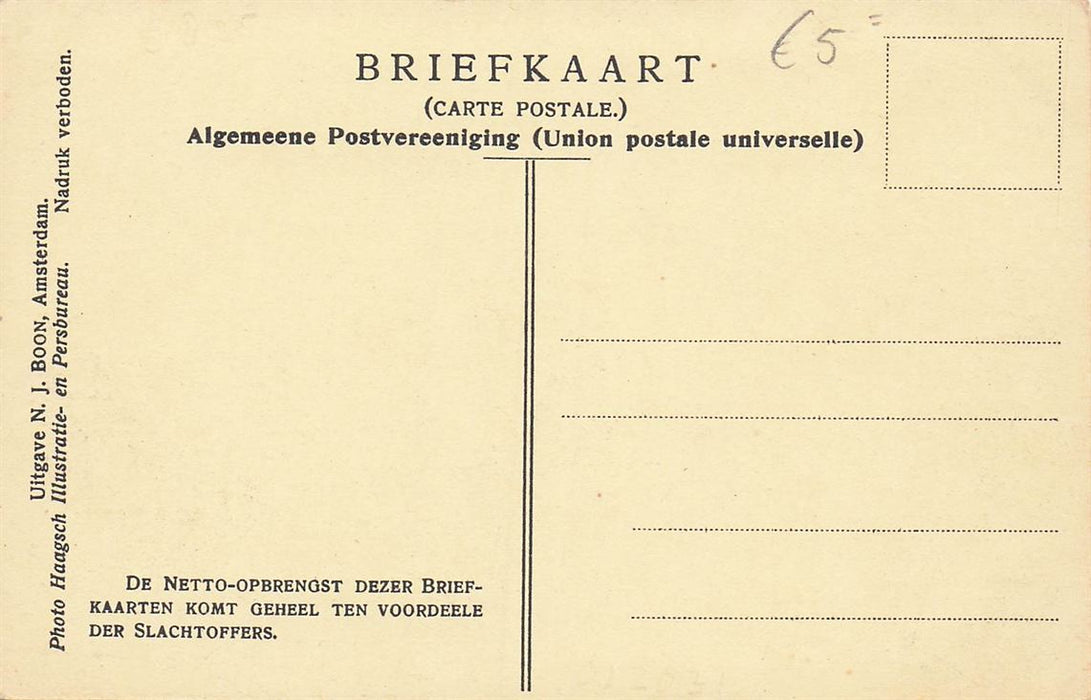 € 5 =
BRIEFKAART
(CARTE POSTALE.)
Algemeene Postvereeniging (Union postale universelle)
Uitgave N. J. BOON, Amsterdam.
Photo Haagsch Illustratie- en Persbureau. Nadruk verboden.
DE NETTO-OPBRENGST DEZER BRIEF-
KAARTEN KOMT GEHEEL TEN VOORDEELE
DER SLACHTOFFERS.